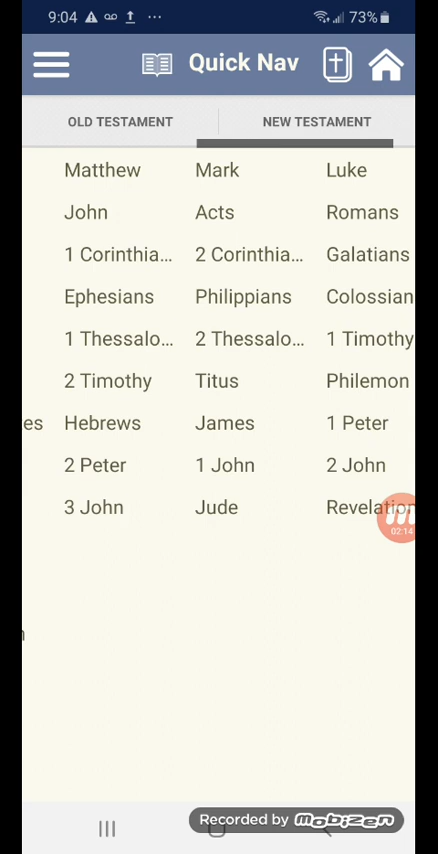 9:04 73%
Quick Nav
OLD TESTAMENT NEW TESTAMENT
Matthew Mark Luke
John Acts Romans
1 Corinthia... 2 Corinthia... Galatians
Ephesians Philippians Colossian
1 Thessalo... 2 Thessalo... 1 Timothy
2 Timothy Titus Philemon
es Hebrews James 1 Peter
2 Peter 1 John 2 John
3 John Jude Revelation
02:14
Recorded by MOBIZEN